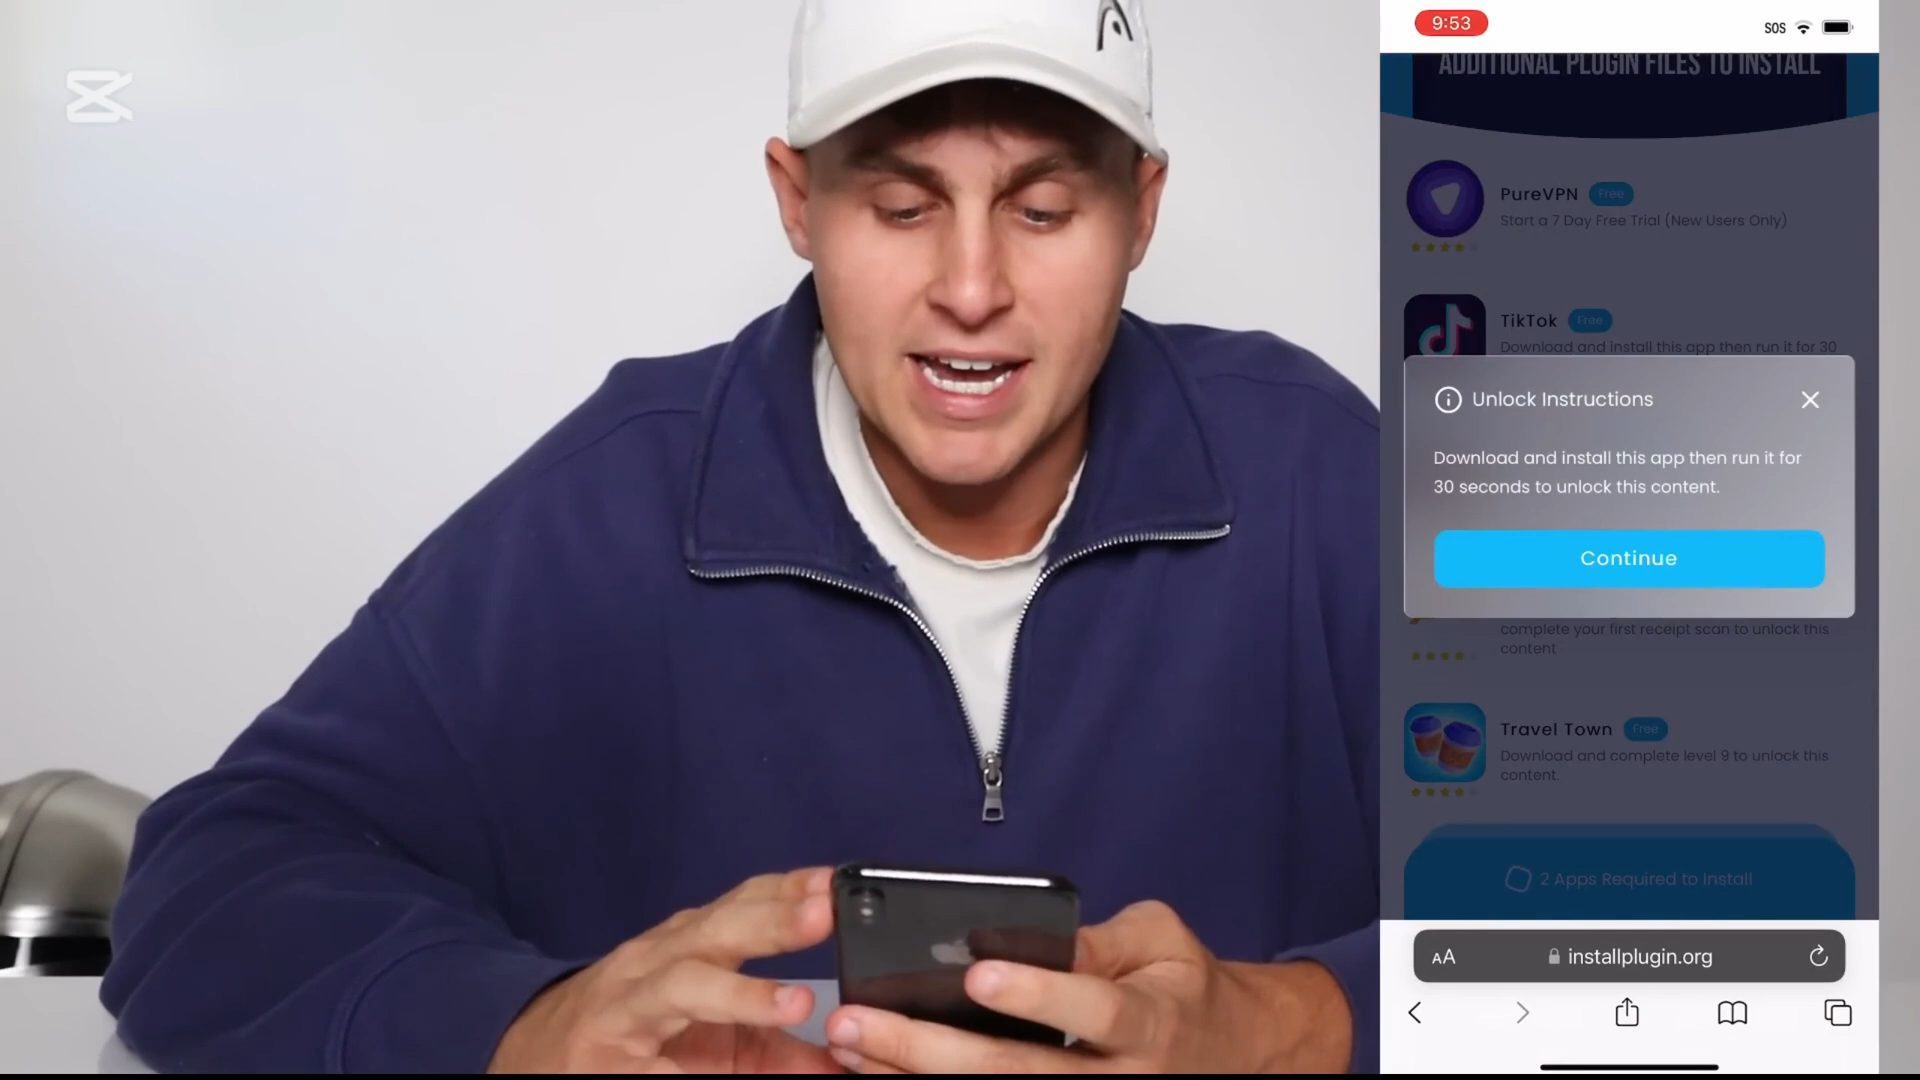 9:53
SOS
ADDITIONAL PLUGIN FILES TO INSTALL
PureVPN Free
Start a 7 Day Free Trial (New Users Only)
TikTok Free
Download and install this app then run it for 30
Unlock Instructions
Download and install this app then run it for
30 seconds to unlock this content.
Continue
complete your first receipt scan to unlock this
content
Travel Town Free
Download and complete level 9 to unlock this
content.
2 Apps Required to Install
AA installplugin.org